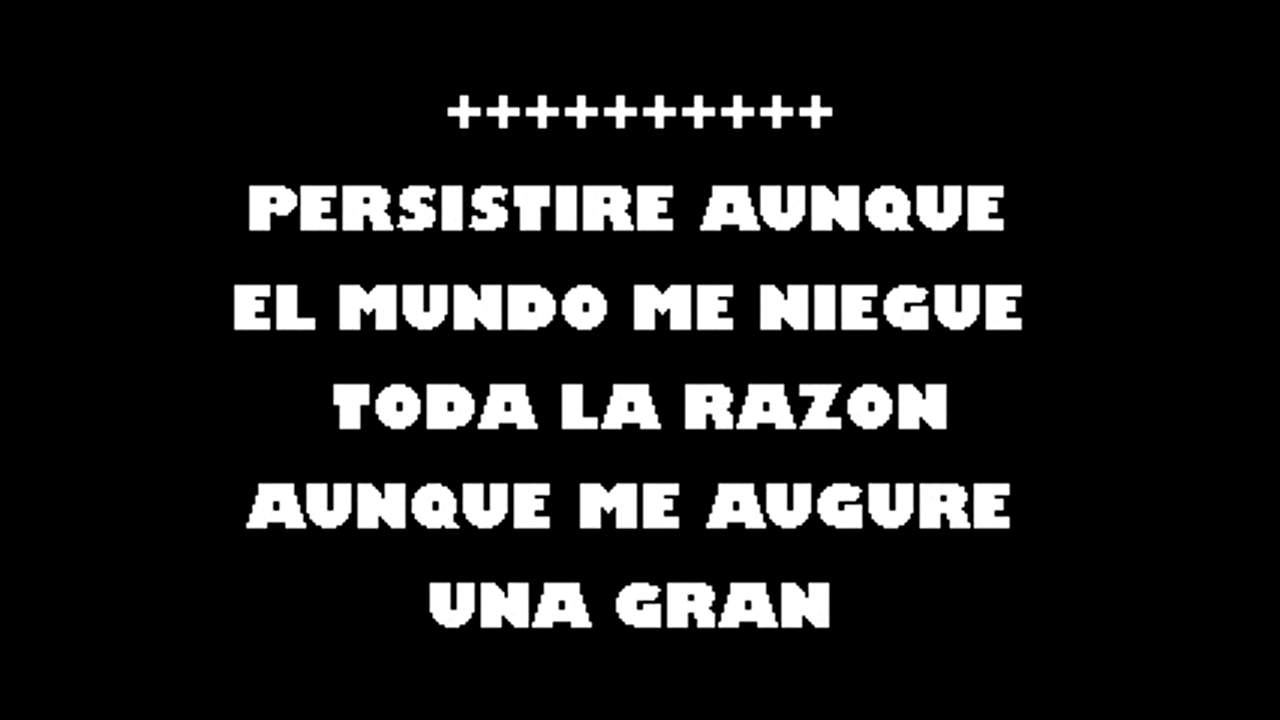 ++++++++++
PERSISTIRE AUNQUE
EL MUNDO ME NIEGUE
TODA LA RAZON
AUNQUE ME AUGURE
UNA GRAN